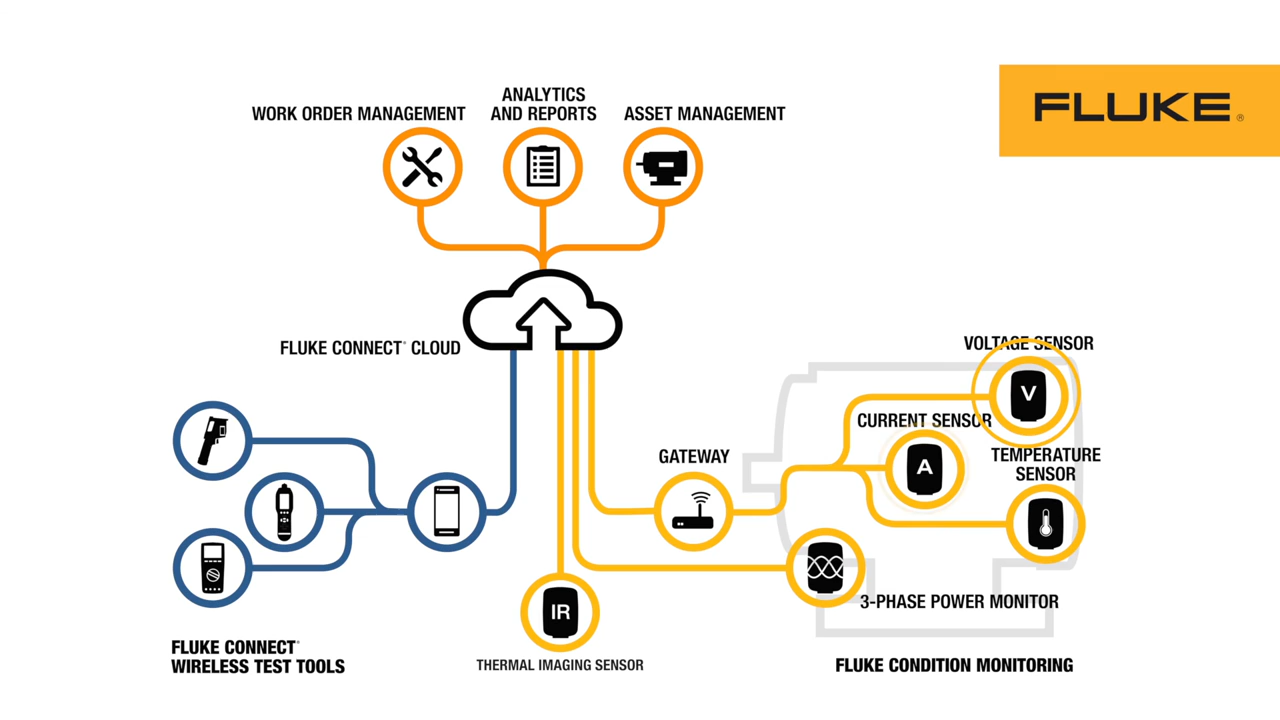 FLUKE®
ANALYTICS
WORK ORDER MANAGEMENT
AND REPORTS
ASSET MANAGEMENT
FLUKE CONNECT® CLOUD
VOLTAGE SENSOR
V
CURRENT SENSOR
A
TEMPERATURE
SENSOR
GATEWAY
3-PHASE POWER MONITOR
IR
THERMAL IMAGING SENSOR
FLUKE CONNECT®
WIRELESS TEST TOOLS
FLUKE CONDITION MONITORING